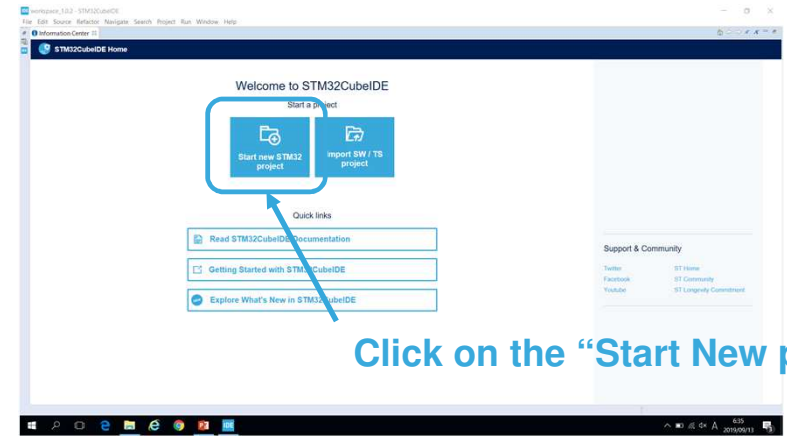 workspace_1.0.2 - STM32CubeIDE
File Edit Source Refactor Navigate Search Project Run Window Help
Information Center
STM32CubeIDE Home
Welcome to STM32CubeIDE
Start a project
Start new STM32
project
Import SW / TS
project
Quick links
Read STM32CubeIDE Documentation
Getting Started with STM32CubeIDE
Explore What's New in STM32CubeIDE
Support & Community
Twitter
ST Home
Facebook
ST Community
Youtube
ST Longevity Commitment
Click on the “Start New p
IDE
A
6:35
2019/09/13